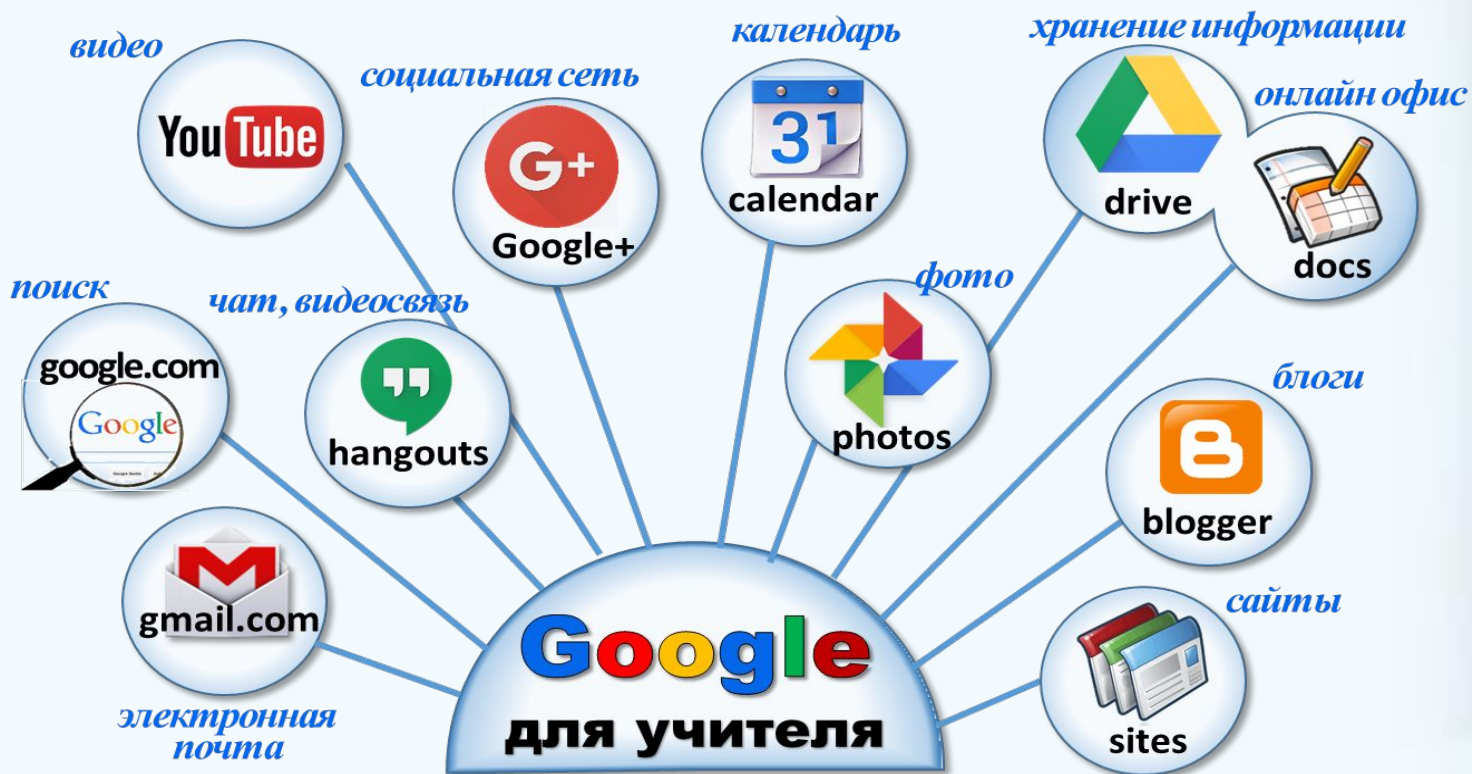 видео
YouTube
социальная сеть
G+
Google+
календарь
31
calendar
хранение информации
drive
онлайн офис
docs
поиск
google.com
Google
чат, видеосвязь
hangouts
фото
photos
блоги
blogger
gmail.com
электронная
почта
сайты
sites
Google
для учителя